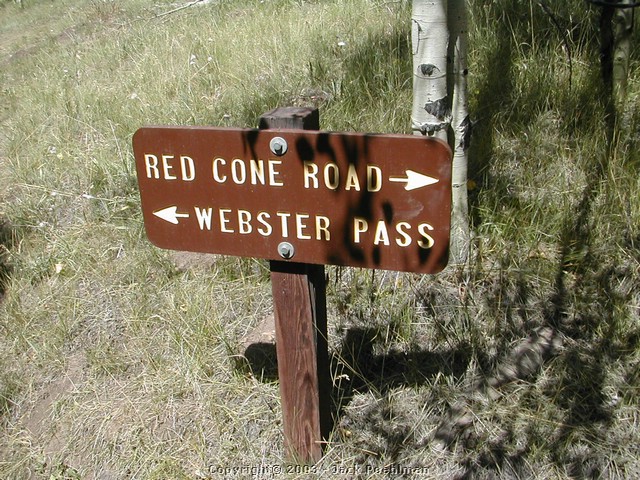 RED CONE ROAD →
← WEBSTER PASS
Copyright © 2003 - Jack Poehlman